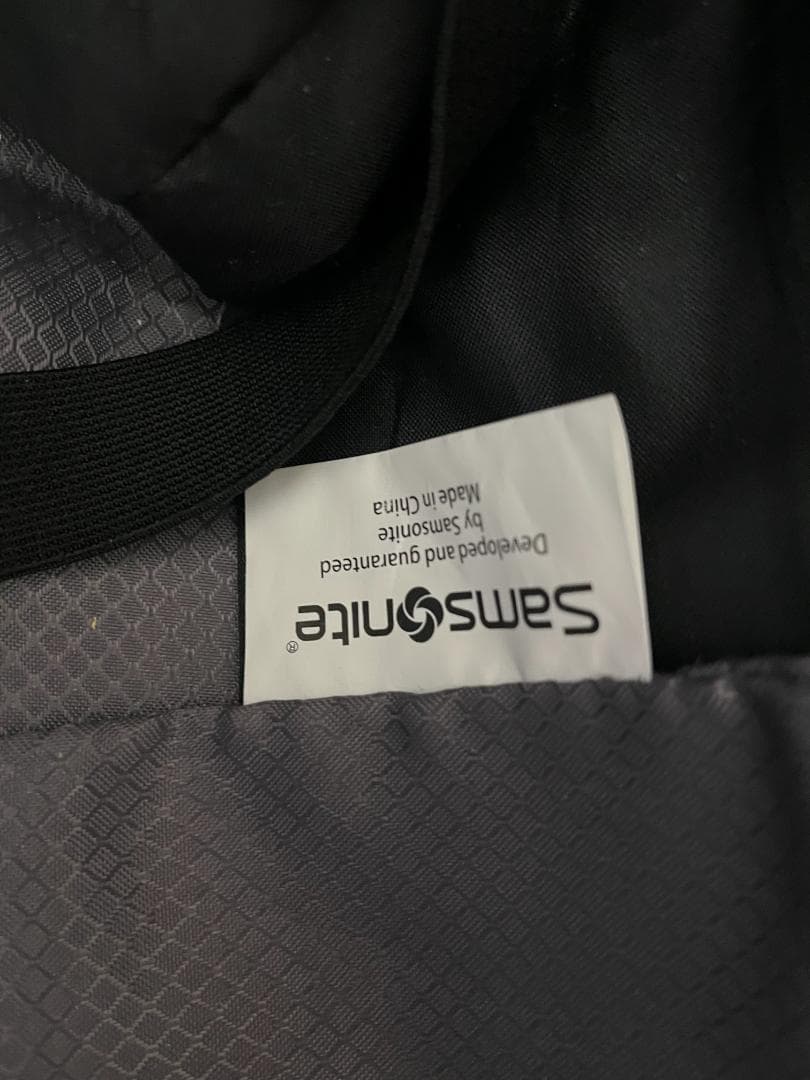 Samsonite®
Developed and guaranteed
by Samsonite
Made in China